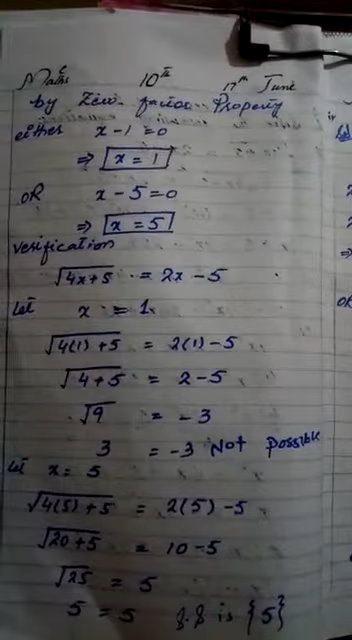 Maths 10th 17th June
by Zero factor Property
either x - 1 = 0
⇒ x = 1
OR x - 5 = 0
⇒ x = 5
verification
√(4x+5) = 2x - 5
Let x = 1
√(4(1)+5) = 2(1) - 5
√(4+5) = 2 - 5
√9 = -3
3 = -3 Not possible
let x = 5
√(4(5)+5) = 2(5) - 5
√(20+5) = 10 - 5
√25 = 5
5 = 5 S.S is {5}